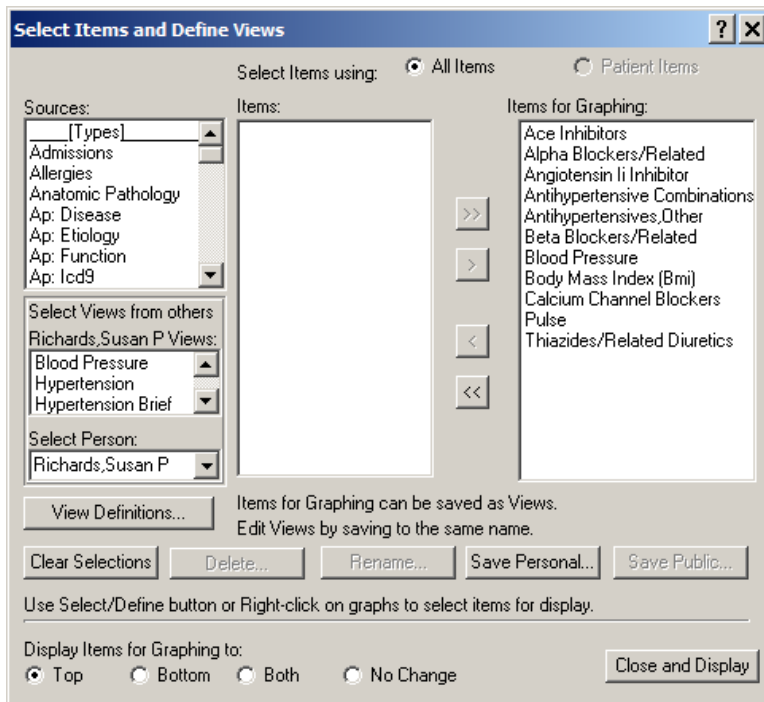 Select Items and Define Views
Select Items using: All Items Patient Items
Sources:
____[Types]________
Admissions
Allergies
Anatomic Pathology
Ap: Disease
Ap: Etiology
Ap: Function
Ap: Icd9
Select Views from others
Richards,Susan P Views:
Blood Pressure
Hypertension
Hypertension Brief
Select Person:
Richards,Susan P
View Definitions...
Items:
>>
>
<
<<
Items for Graphing:
Ace Inhibitors
Alpha Blockers/Related
Angiotensin Ii Inhibitor
Antihypertensive Combinations
Antihypertensives,Other
Beta Blockers/Related
Blood Pressure
Body Mass Index (Bmi)
Calcium Channel Blockers
Pulse
Thiazides/Related Diuretics
Items for Graphing can be saved as Views.
Edit Views by saving to the same name.
Clear Selections Delete... Rename... Save Personal... Save Public...
Use Select/Define button or Right-click on graphs to select items for display.
Display Items for Graphing to:
Top Bottom Both No Change
Close and Display